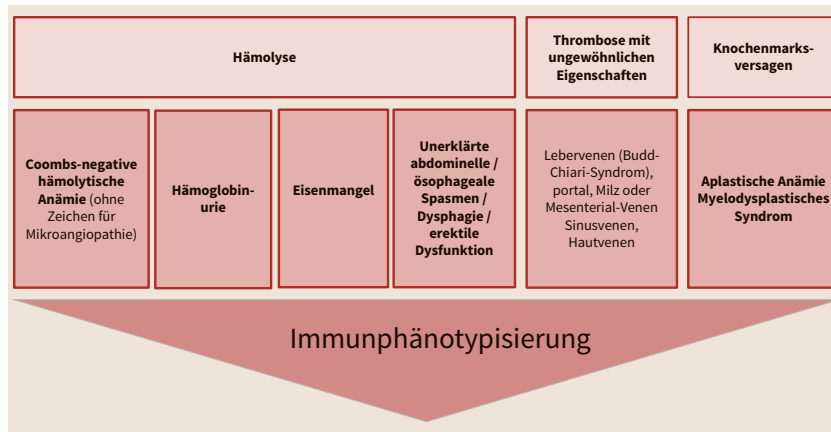 Hämolyse
Thrombose mit
ungewöhnlichen
Eigenschaften
Knochenmarks-
versagen
Coombs-negative
hämolytische
Anämie (ohne
Zeichen für
Mikroangiopathie)
Hämoglobin-
urie
Eisenmangel
Unerklärte
abdominelle /
ösophageale
Spasmen /
Dysphagie /
erektile
Dysfunktion
Lebervenen (Budd-
Chiari-Syndrom),
portal, Milz oder
Mesenterial-Venen
Sinusvenen,
Hautvenen
Aplastische Anämie
Myelodysplastisches
Syndrom
Immunphänotypisierung